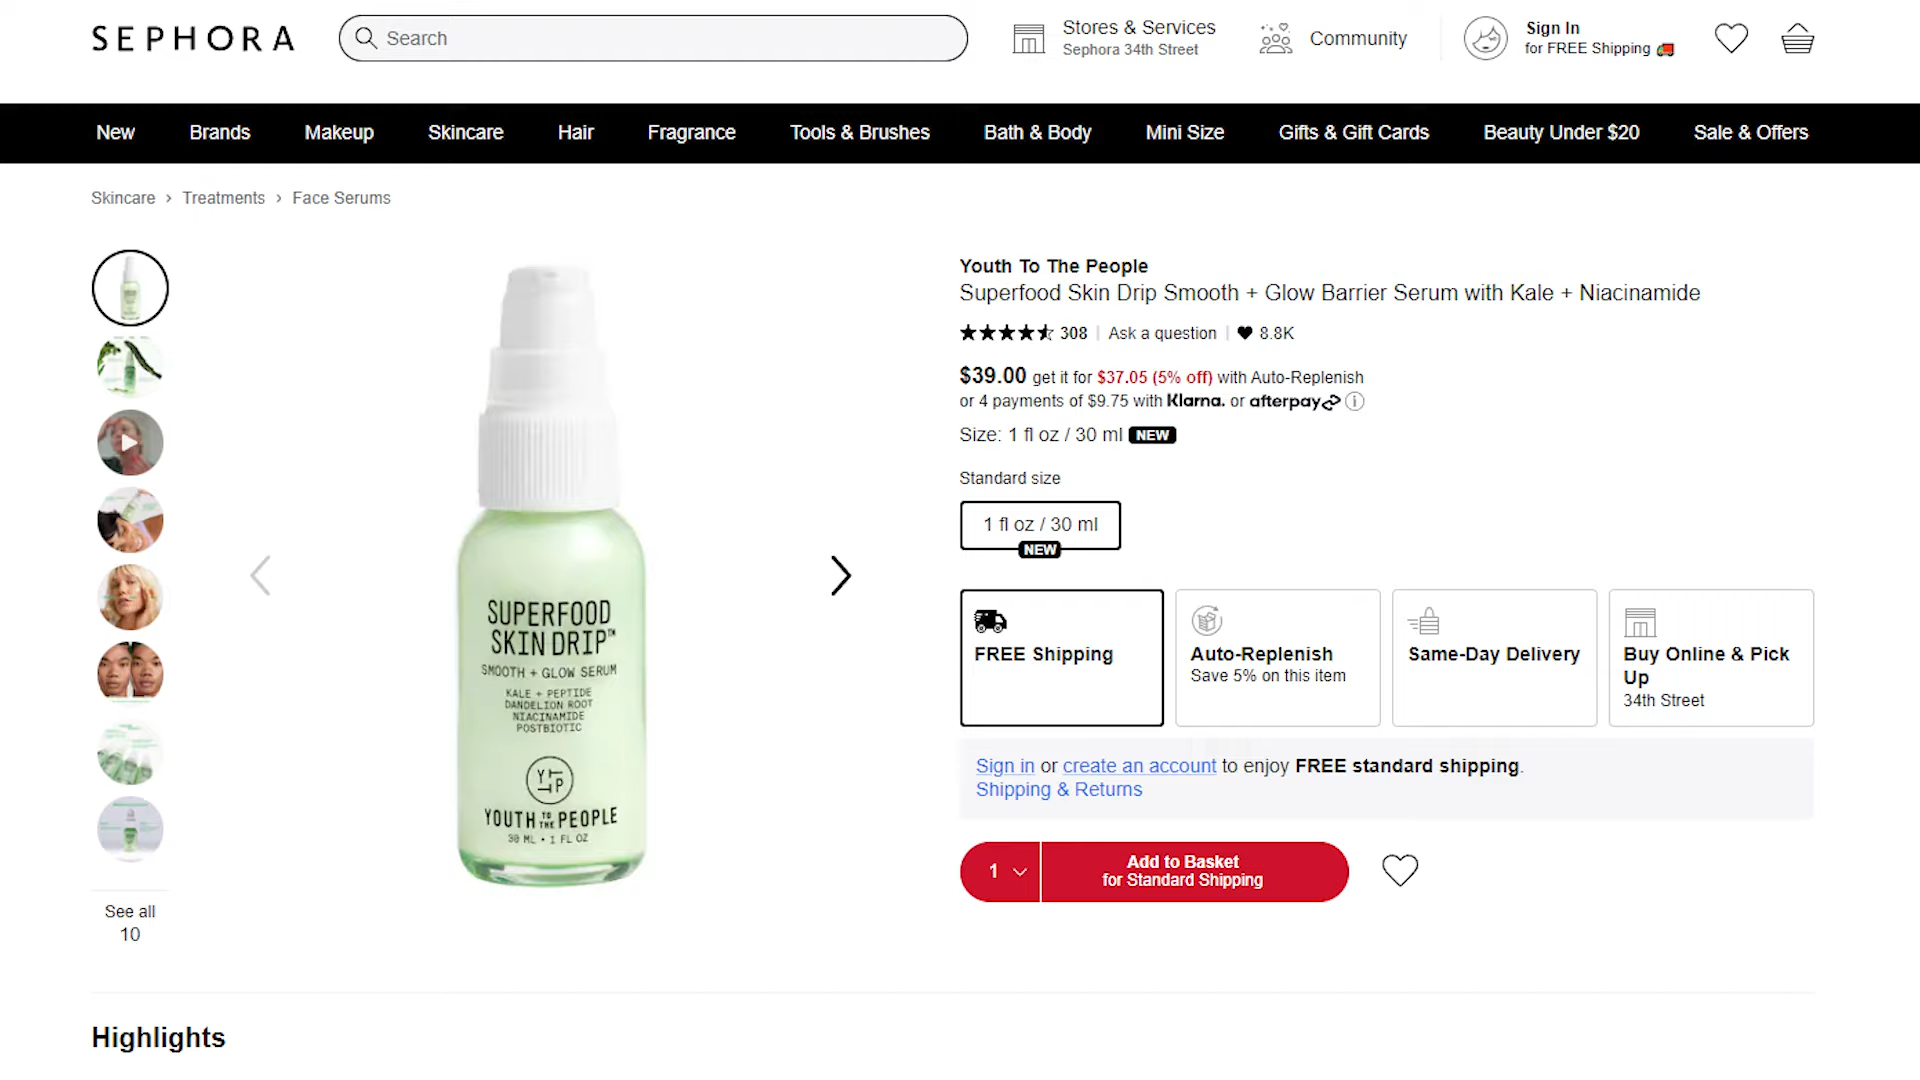 SEPHORA
Search
Stores & Services
Sephora 34th Street
Community
Sign In
for FREE Shipping
New
Brands
Makeup
Skincare
Hair
Fragrance
Tools & Brushes
Bath & Body
Mini Size
Gifts & Gift Cards
Beauty Under $20
Sale & Offers
Skincare > Treatments > Face Serums
See all
10
SUPERFOOD
SKIN DRIP™
SMOOTH + GLOW SERUM
KALE + PEPTIDE
DANDELION ROOT
NIACINAMIDE
POSTBIOTIC
YTTP
YOUTH TO THE PEOPLE
30 ML • 1 FL OZ
Youth To The People
Superfood Skin Drip Smooth + Glow Barrier Serum with Kale + Niacinamide
308 | Ask a question | 8.8K
$39.00 get it for $37.05 (5% off) with Auto-Replenish
or 4 payments of $9.75 with Klarna. or afterpay
Size: 1 fl oz / 30 ml NEW
Standard size
1 fl oz / 30 ml
NEW
FREE Shipping
Auto-Replenish
Save 5% on this item
Same-Day Delivery
Buy Online & Pick
Up
34th Street
Sign in or create an account to enjoy FREE standard shipping.
Shipping & Returns
1
Add to Basket
for Standard Shipping
Highlights